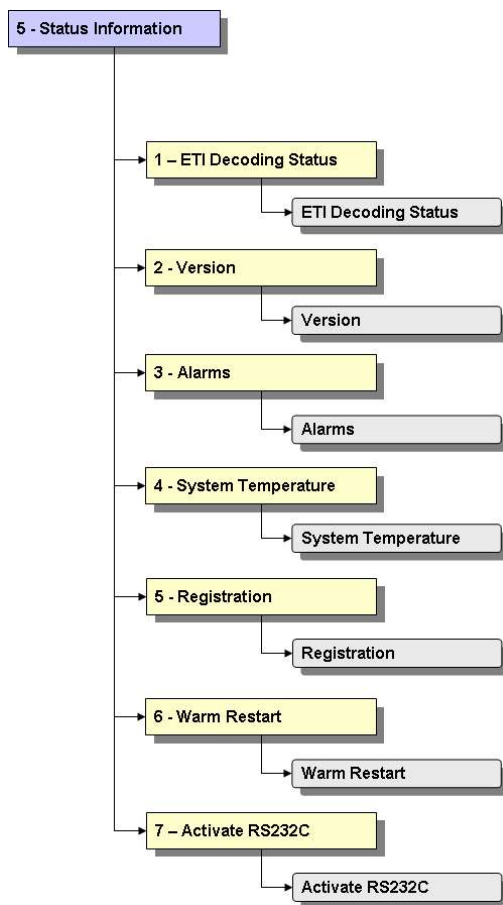 5 - Status Information
1 – ETI Decoding Status
ETI Decoding Status
2 - Version
Version
3 - Alarms
Alarms
4 - System Temperature
System Temperature
5 - Registration
Registration
6 - Warm Restart
Warm Restart
7 – Activate RS232C
Activate RS232C